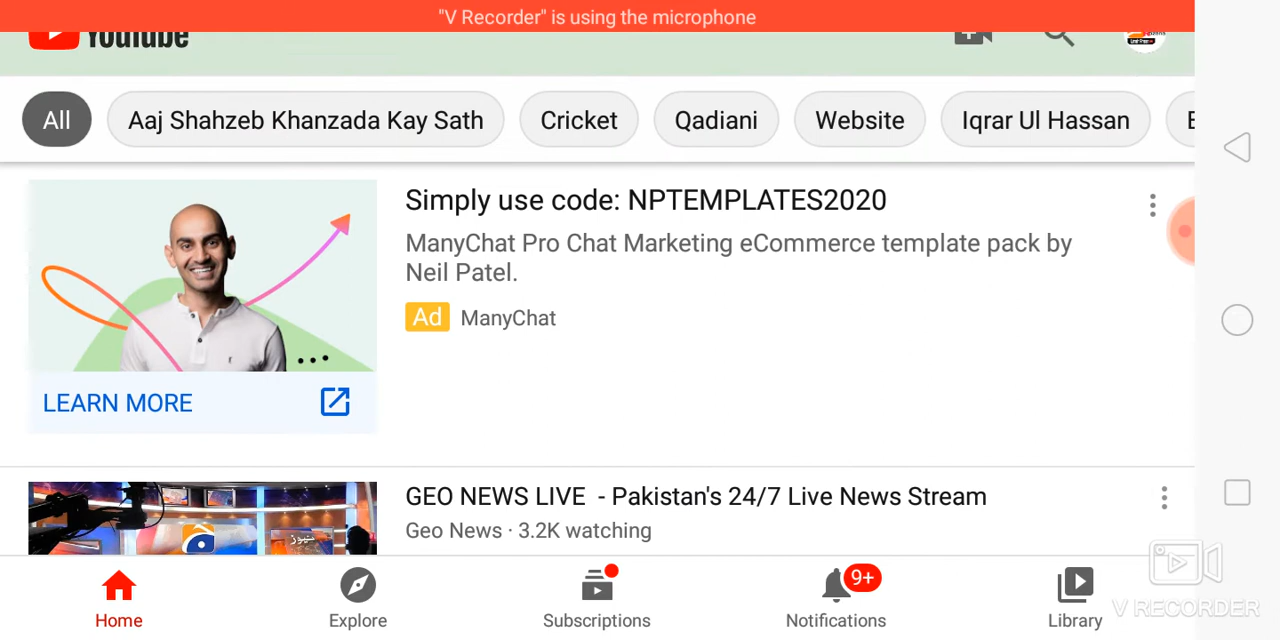 "V Recorder" is using the microphone
YouTube
All
Aaj Shahzeb Khanzada Kay Sath
Cricket
Qadiani
Website
Iqrar Ul Hassan
Simply use code: NPTEMPLATES2020
ManyChat Pro Chat Marketing eCommerce template pack by
Neil Patel.
Ad ManyChat
LEARN MORE
GEO NEWS LIVE - Pakistan's 24/7 Live News Stream
Geo News · 3.2K watching
نیوز
9+
Home
Explore
Subscriptions
Notifications
Library
V RECORDER